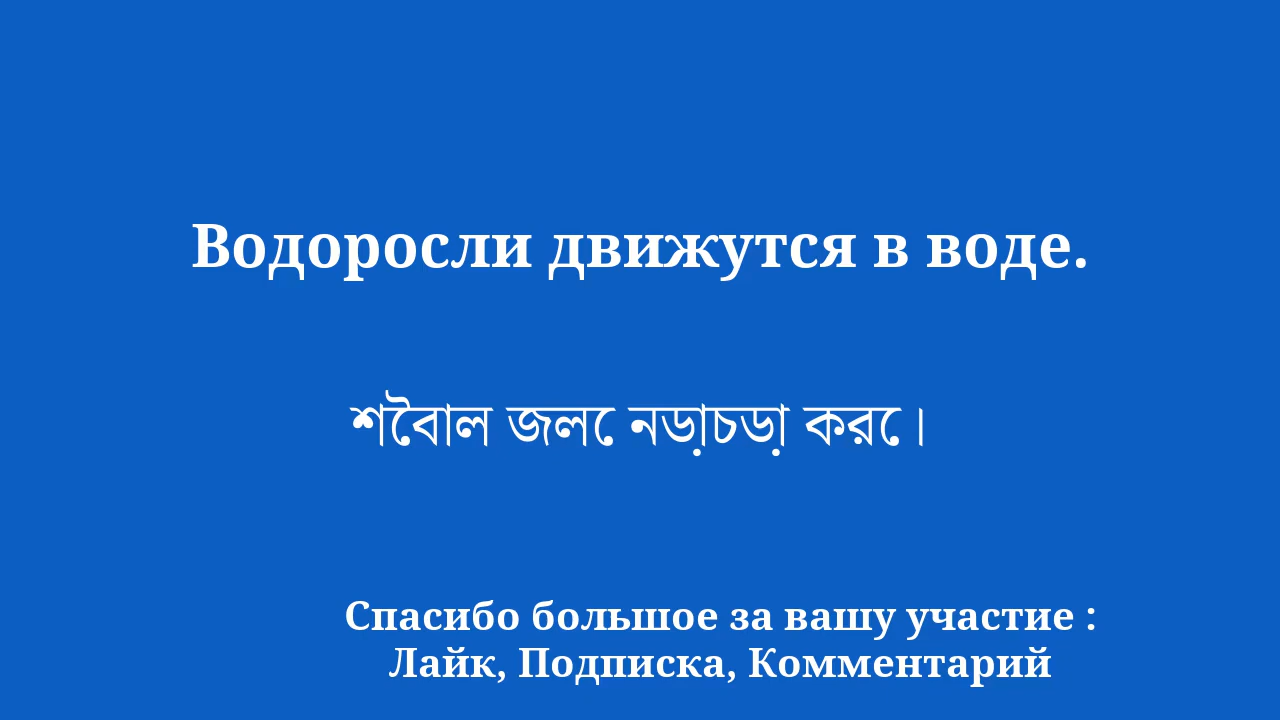 Водоросли движутся в воде.
শৈবাল জলে নড়াচড়া করে।
Спасибо большое за вашу участие :
Лайк, Подписка, Комментарий